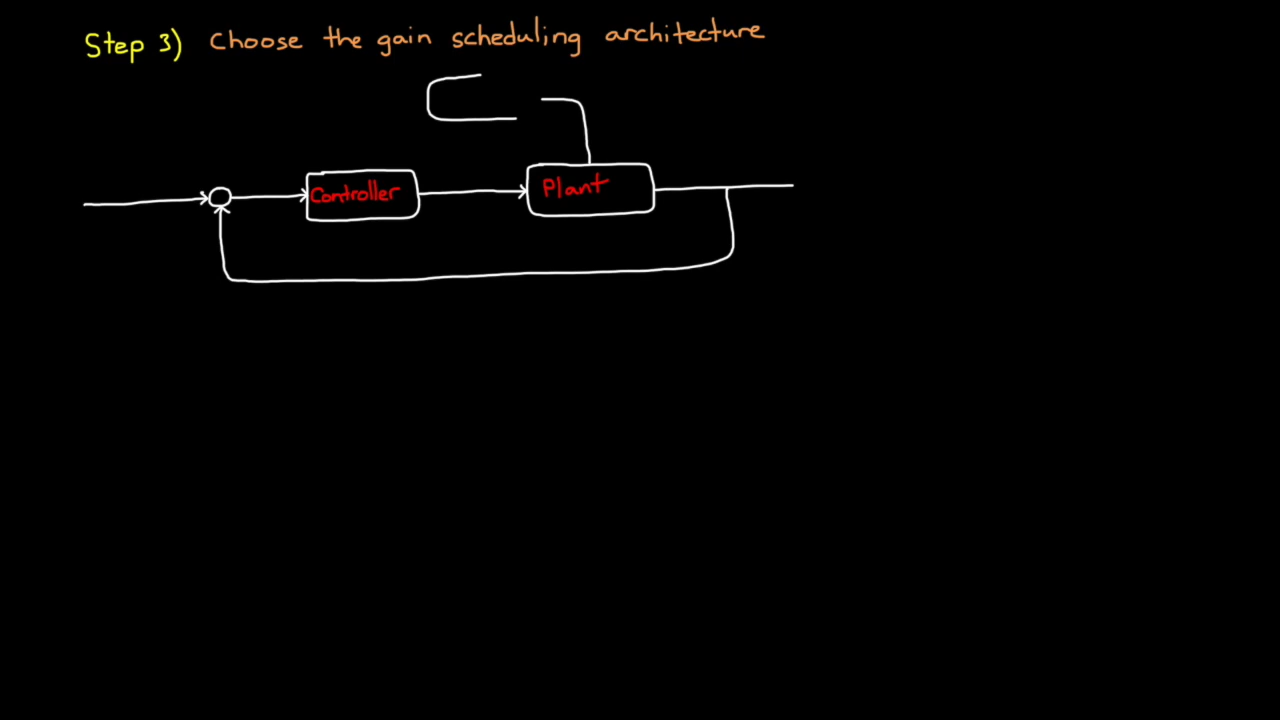 Step 3) Choose the gain scheduling architecture
Controller
Plant